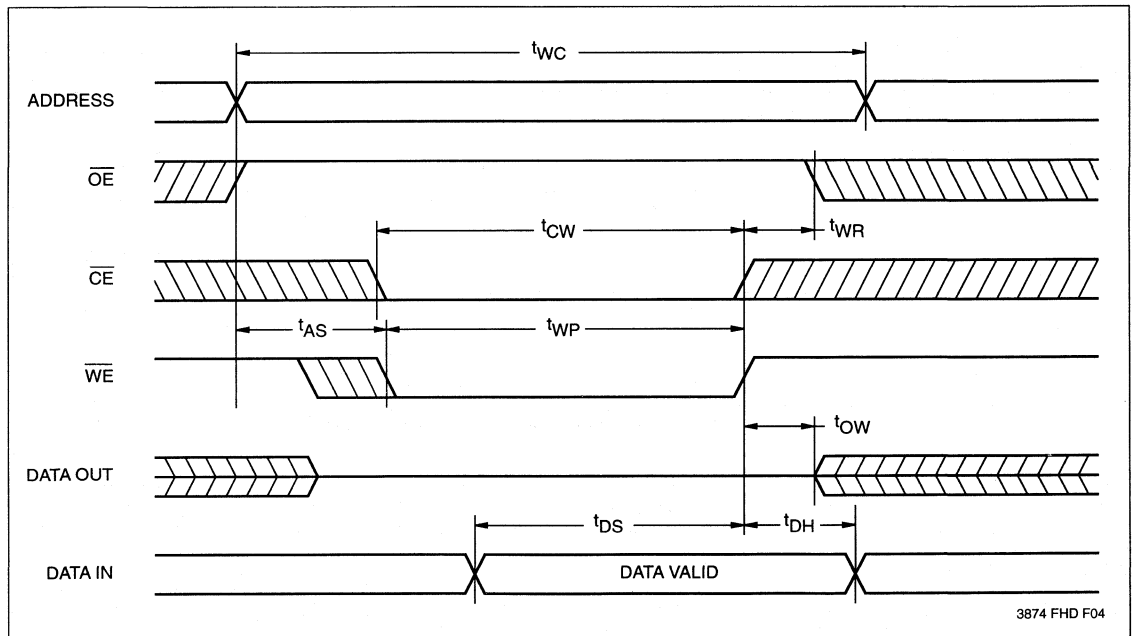 tWC
ADDRESS
OE
tCW
tWR
CE
tAS
tWP
WE
tOW
DATA OUT
tDS
tDH
DATA IN
DATA VALID
3874 FHD F04